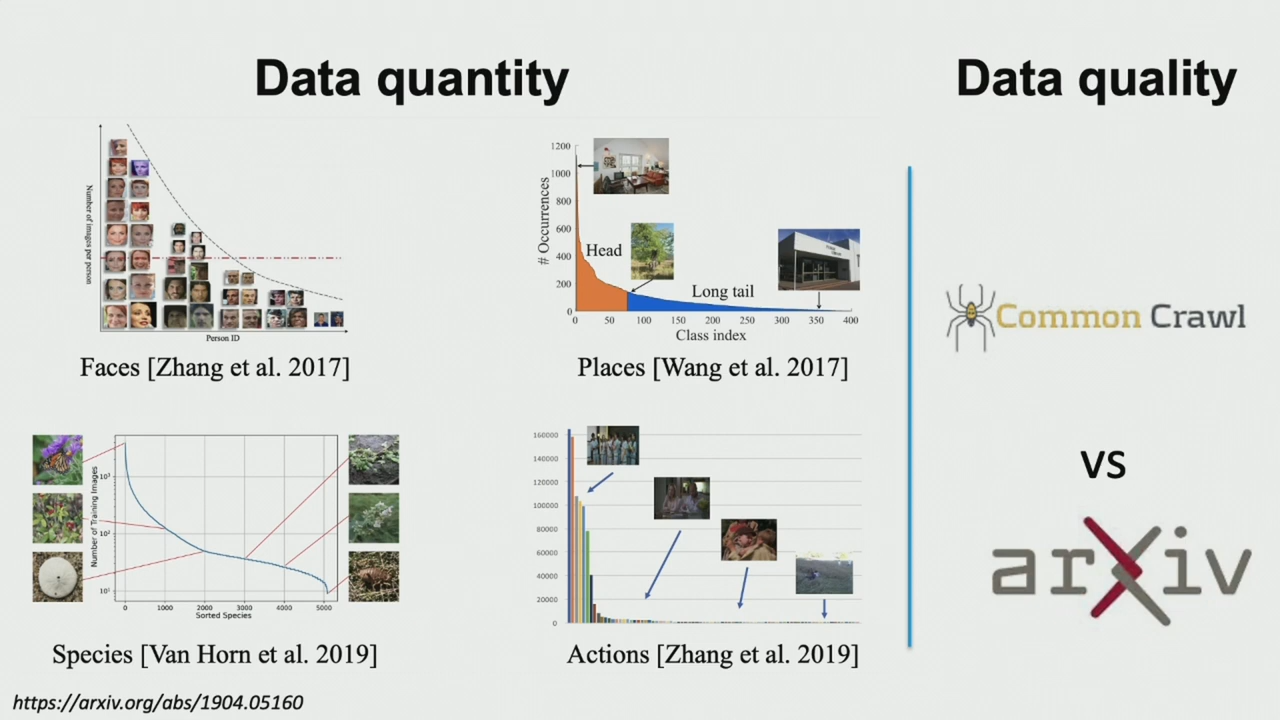 Data quantity
Data quality
Number of images per person
Person ID
Faces [Zhang et al. 2017]
# Occurrences
1200
1000
800
600
400
200
0
Head
Long tail
0 50 100 150 200 250 300 350 400
Class index
Places [Wang et al. 2017]
Common Crawl
vs
arXiv
Number of Training Images
10³
10²
10¹
0 1000 2000 3000 4000 5000
Sorted Species
Species [Van Horn et al. 2019]
160000
140000
120000
100000
80000
60000
40000
20000
0
Actions [Zhang et al. 2019]
https://arxiv.org/abs/1904.05160